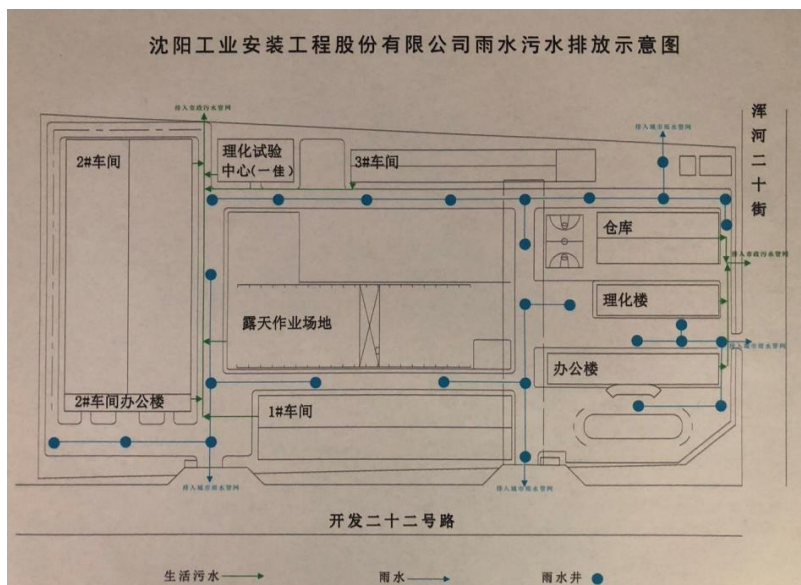 沈阳工业安装工程股份有限公司雨水污水排放示意图
排入市政污水管网
排入城市雨水管网
浑河二十街
2#车间
理化试验
中心(一佳)
3#车间
仓库
排入市政污水管网
理化楼
露天作业场地
排入城市雨水管网
办公楼
2#车间办公楼
1#车间
排入城市雨水管网
排入城市雨水管网
开发二十二号路
生活污水
雨水
雨水井